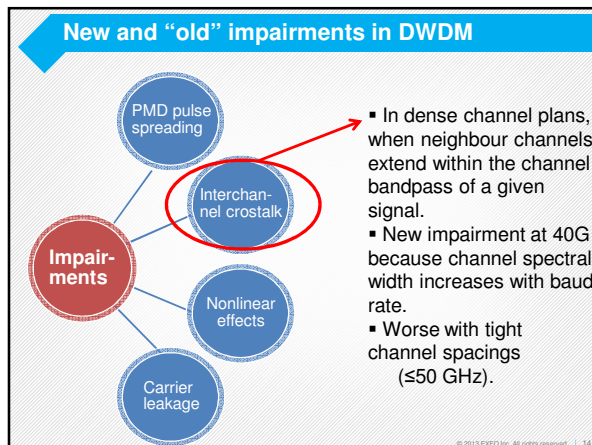 New and “old” impairments in DWDM
PMD pulse
spreading
Interchan-
nel crostalk
Impair-
ments
Nonlinear
effects
Carrier
leakage
▪ In dense channel plans,
when neighbour channels
extend within the channel
bandpass of a given
signal.
▪ New impairment at 40G
because channel spectral
width increases with baud
rate.
▪ Worse with tight
channel spacings
(≤50 GHz).
© 2013 EXFO Inc. All rights reserved. | 14